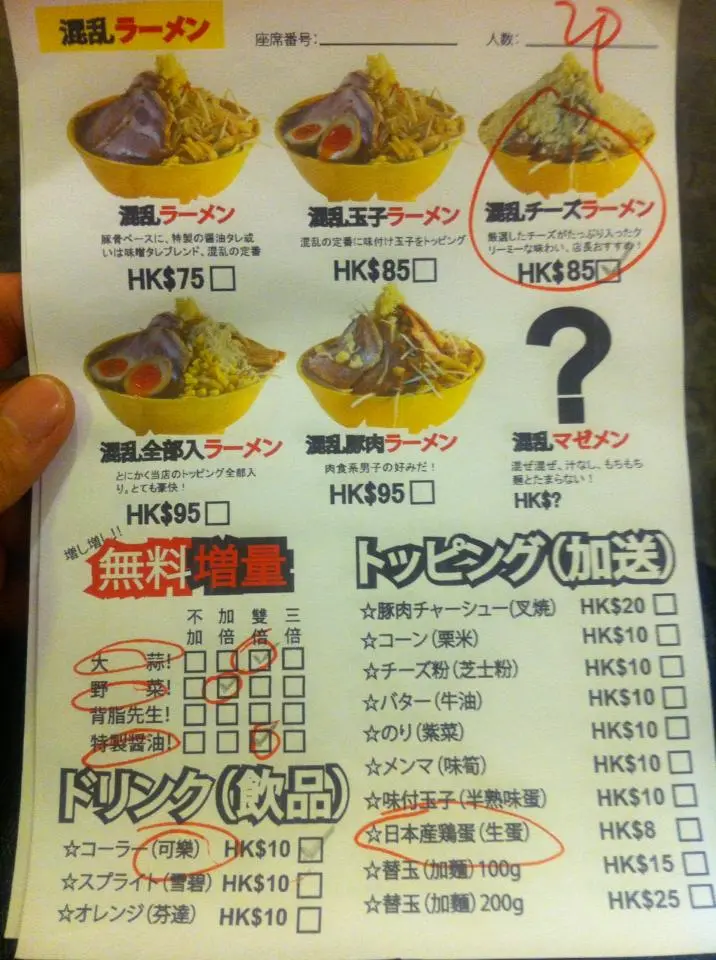 混乱ラーメン
座席番号:
人数:
2P
混乱ラーメン
豚骨ベースに、特製の醤油タレ或
いは味噌タレブレンド、混乱の定番
HK$75
混乱玉子ラーメン
混乱の定番に味付け玉子をトッピング
HK$85
混乱チーズラーメン
厳選したチーズがたっぷり入ったク
リーミーな味わい、店長おすすめ!
HK$85
混乱全部入ラーメン
とにかく当店のトッピング全部入
り。とても豪快!
HK$95
混乱豚肉ラーメン
肉食系男子の好みだ!
HK$95
?
混乱マゼメン
混ぜ混ぜ、汁なし、もちもち
麺とたまらない!
HK$?
増し増し!!
無料増量
不加 加倍 雙倍 三倍
大蒜!
野菜!
背脂先生!
特製醤油!
ドリンク(飲品)
☆コーラー(可樂) HK$10
☆スプライト(雪碧) HK$10
☆オレンジ(芬達) HK$10
トッピング(加送)
☆豚肉チャーシュー(叉焼) HK$20
☆コーン(栗米) HK$10
☆チーズ粉(芝士粉) HK$10
☆バター(牛油) HK$10
☆のり(紫菜) HK$10
☆メンマ(味筍) HK$10
☆味付玉子(半熟味蛋) HK$10
☆日本産鶏蛋(生蛋) HK$8
☆替玉(加麵)100g HK$15
☆替玉(加麵)200g HK$25